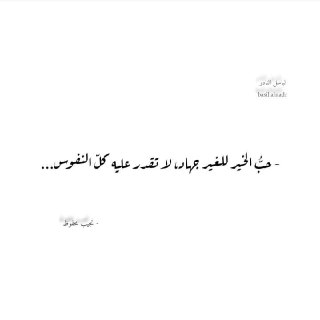 - حبُّ الخير للغير جهاد، لا تقدر عليه كلّ النفوس...
- نجيب محفوظ